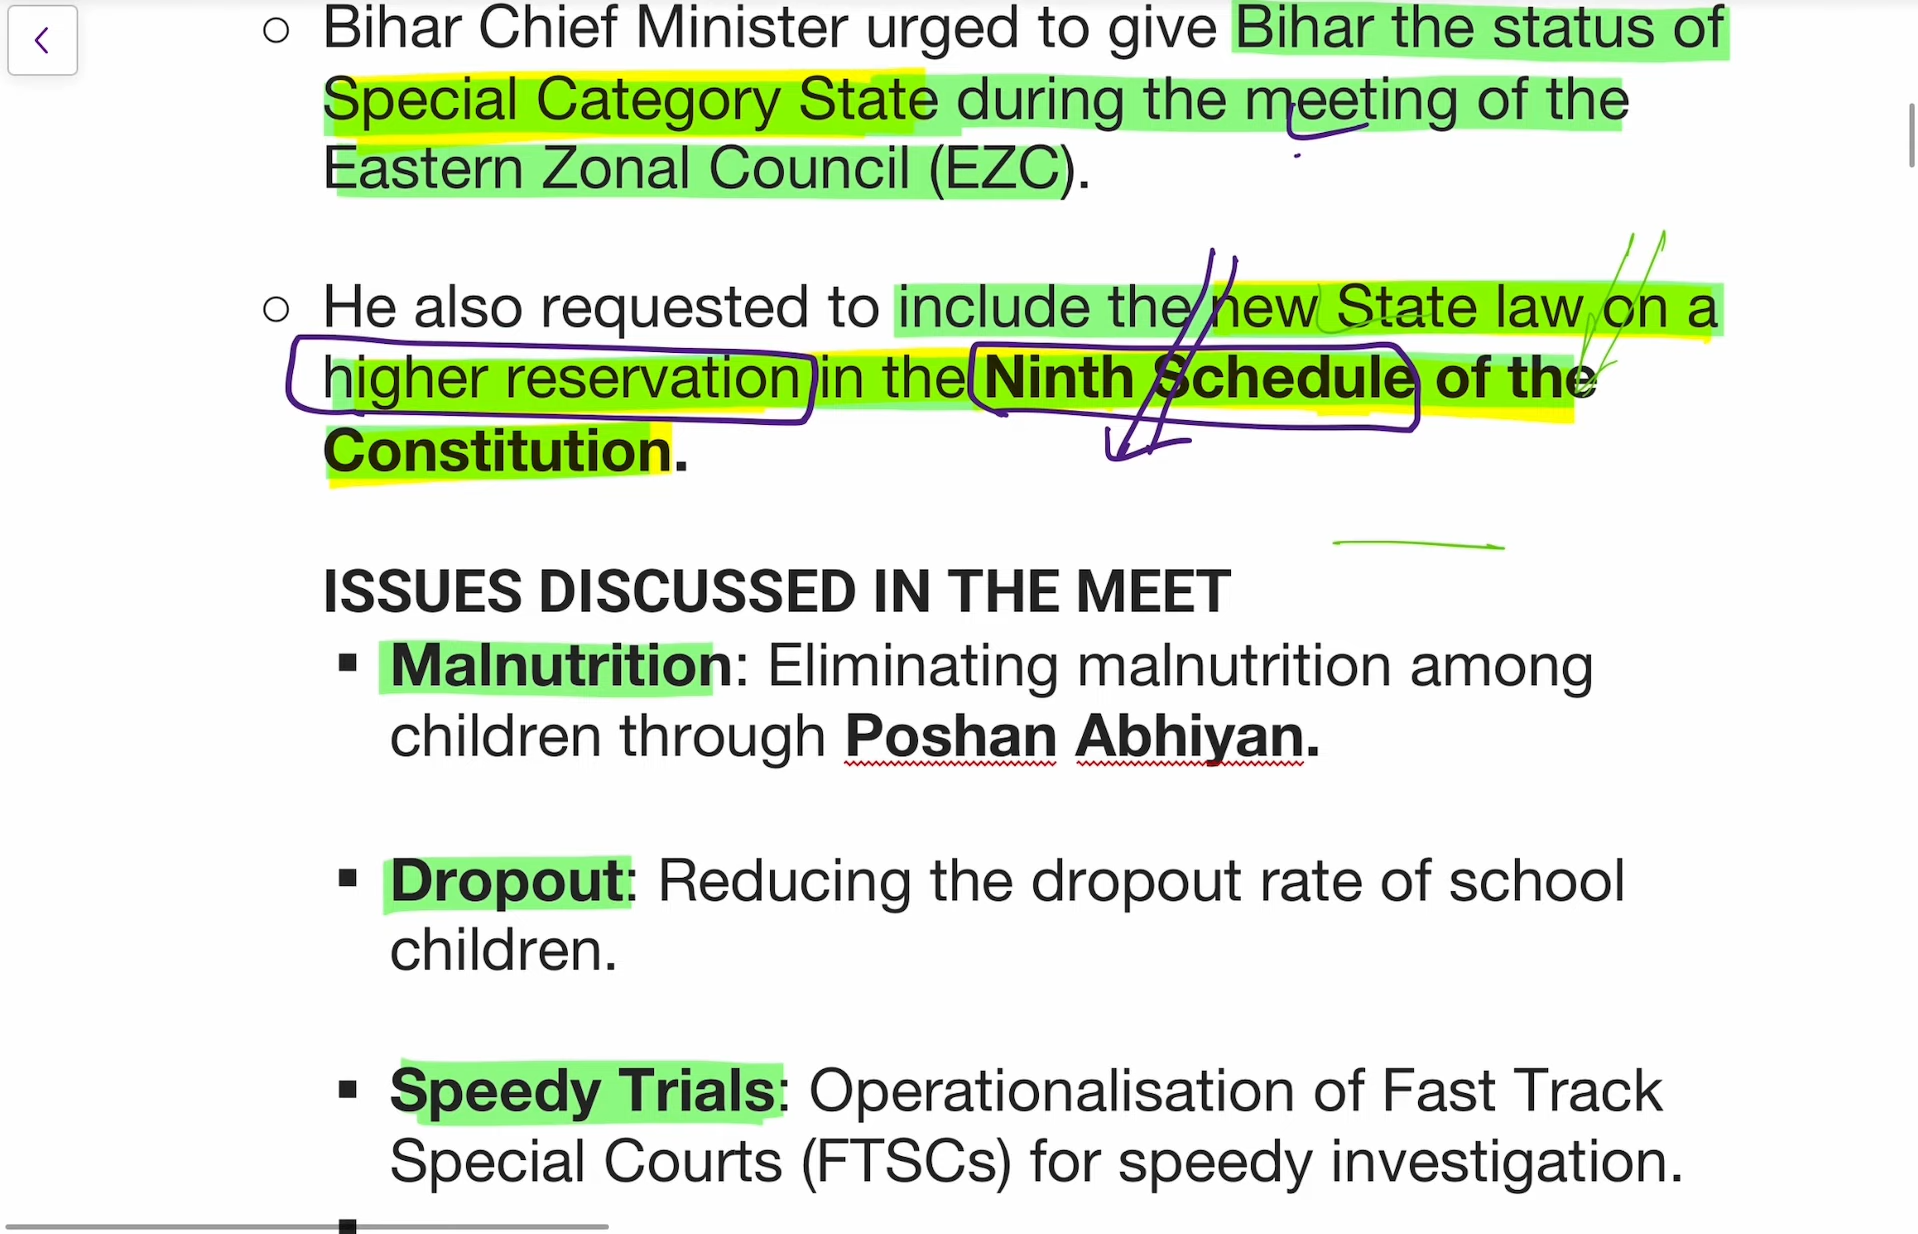 ○ Bihar Chief Minister urged to give Bihar the status of
Special Category State during the meeting of the
Eastern Zonal Council (EZC).
○ He also requested to include the new State law on a
higher reservation in the Ninth Schedule of the
Constitution.
ISSUES DISCUSSED IN THE MEET
▪ Malnutrition: Eliminating malnutrition among
children through Poshan Abhiyan.
▪ Dropout: Reducing the dropout rate of school
children.
▪ Speedy Trials: Operationalisation of Fast Track
Special Courts (FTSCs) for speedy investigation.